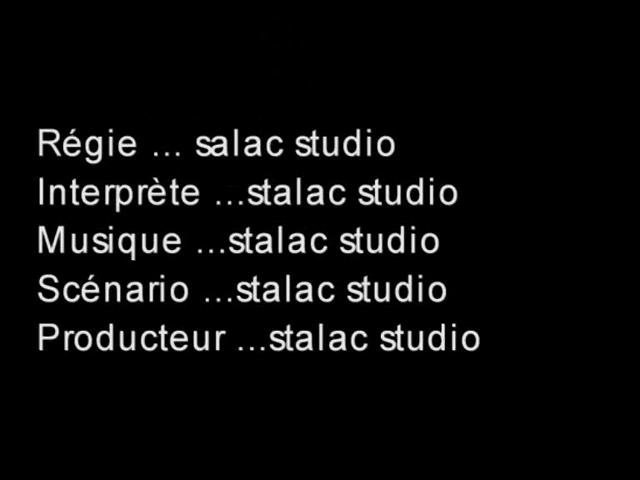 Régie ... salac studio
Interprète ...stalac studio
Musique ...stalac studio
Scénario ...stalac studio
Producteur ...stalac studio